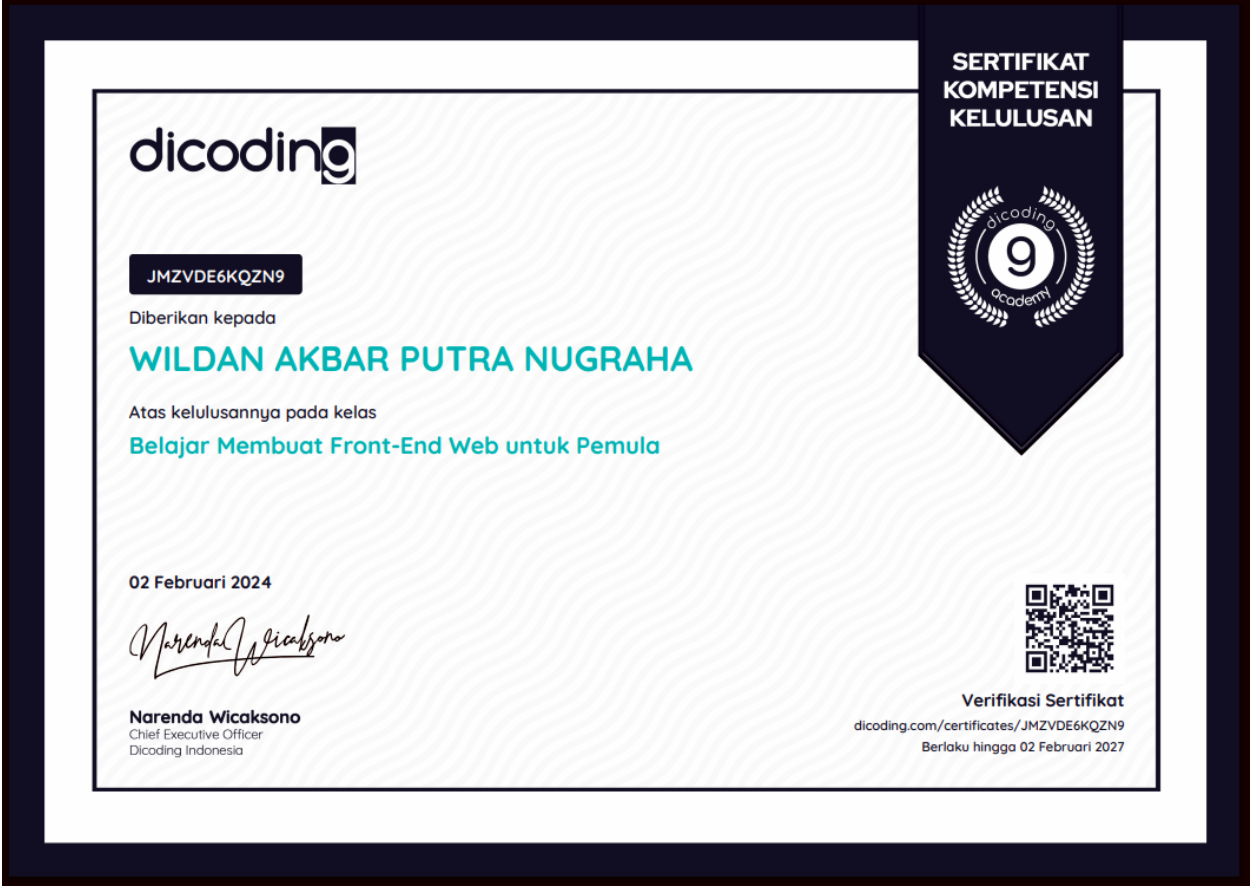 SERTIFIKAT
KOMPETENSI
KELULUSAN
dicoding
dicoding
9
academy
JMZVDE6KQZN9
Diberikan kepada
WILDAN AKBAR PUTRA NUGRAHA
Atas kelulusannya pada kelas
Belajar Membuat Front-End Web untuk Pemula
02 Februari 2024
Narenda Wicaksono
Narenda Wicaksono
Chief Executive Officer
Dicoding Indonesia
Verifikasi Sertifikat
dicoding.com/certificates/JMZVDE6KQZN9
Berlaku hingga 02 Februari 2027